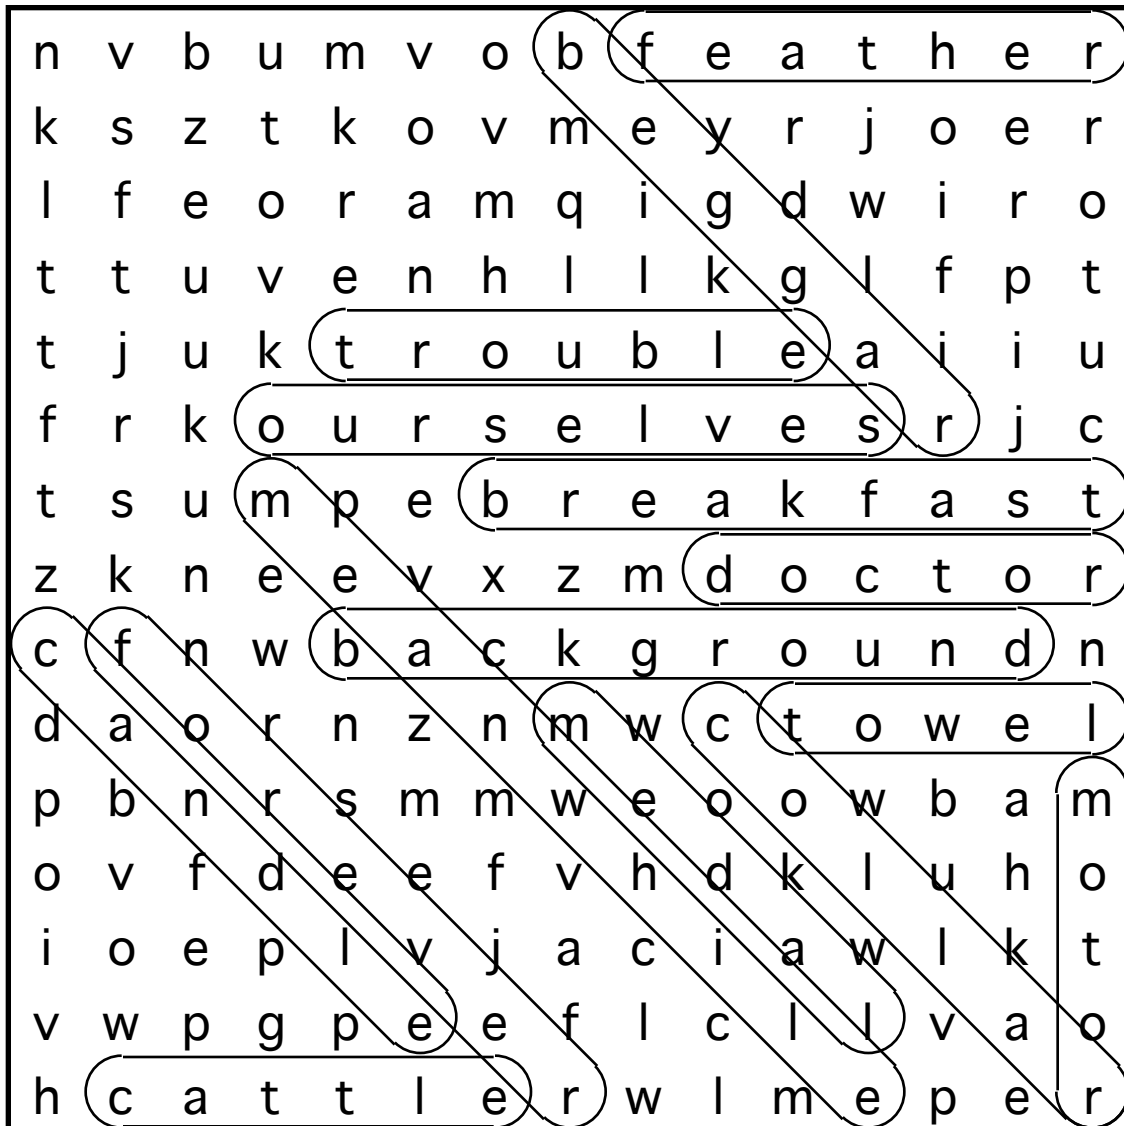 n v b u m v o b f e a t h e r
k s z t k o v m e y r j o e r
l f e o r a m q i g d w i r o
t t u v e n h l l k g l f p t
t j u k t r o u b l e a i i u
f r k o u r s e l v e s r j c
t s u m p e b r e a k f a s t
z k n e e v x z m d o c t o r
c f n w b a c k g r o u n d n
d a o r n z n m w c t o w e l
p b n r s m m w e o o w b a m
o v f d e e f v h d k l u h o
i o e p l v j a c i a w l k t
v w p g p e e f l c l l v a o
h c a t t l e r w l m e p e r